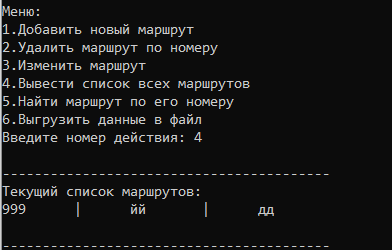 Меню:
1.Добавить новый маршрут
2.Удалить маршрут по номеру
3.Изменить маршрут
4.Вывести список всех маршрутов
5.Найти маршрут по его номеру
6.Выгрузить данные в файл
Введите номер действия: 4
-----------------------------------------
Текущий список маршрутов:
999 | йй | дд
-----------------------------------------